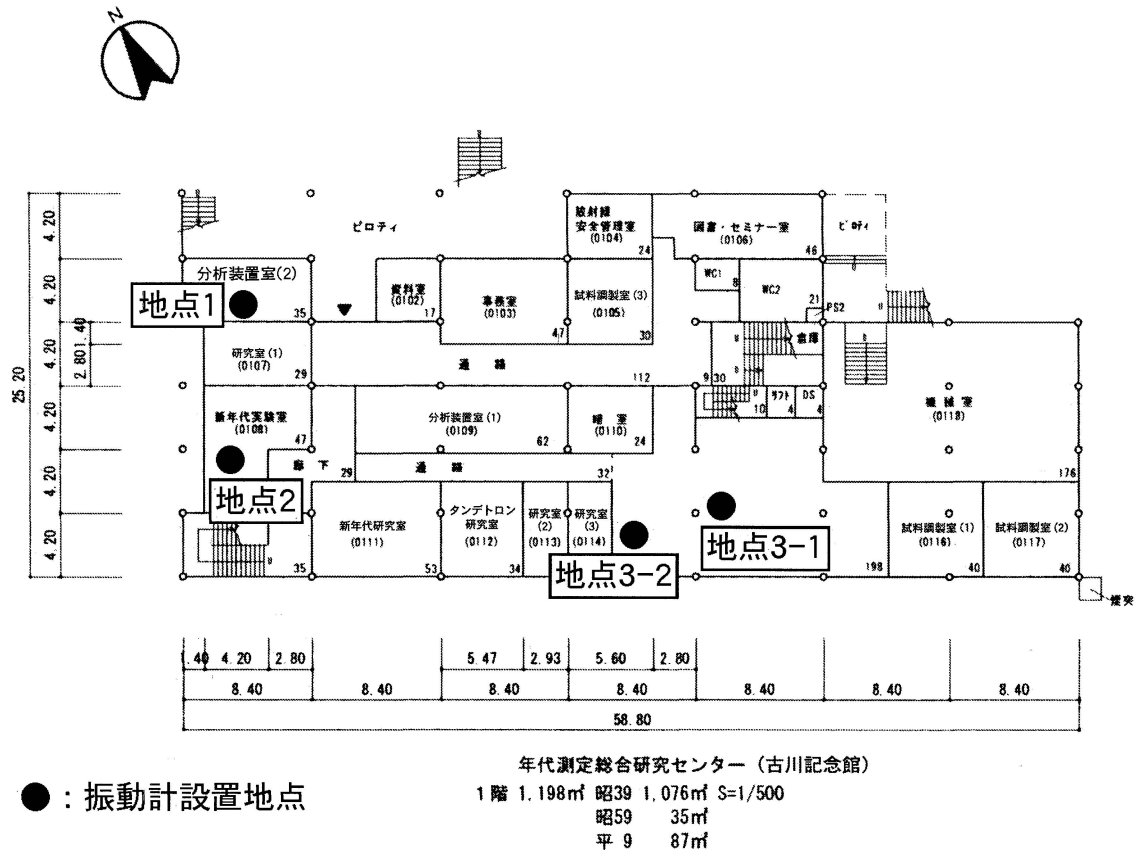 N
ピロティ
放射線
安全管理室
(0104)
24
図書・セミナー室
(0106)
46
ピロティ
分析装置室(2)
35
資料室
(0102)
17
事務室
(0103)
47
試料調製室(3)
(0105)
30
WC1
8
WC2
21
PS2
倉庫
地点1
研究室(1)
(0107)
29
通路
112
9
30
10
リフト
4
DS
4
機械室
(0118)
176
新年代実験室
(0108)
47
分析装置室(1)
(0109)
62
暗室
(0110)
24
廊下
29
通路
32
地点2
35
新年代研究室
(0111)
53
タンデトロン
研究室
(0112)
34
研究室
(2)
(0113)
研究室
(3)
(0114)
地点3-2
地点3-1
198
試料調製室(1)
(0116)
40
試料調製室(2)
(0117)
40
煙突
25.20
4.20
4.20
4.20
4.20
4.20
4.20
2.80
1.40
1.40
4.20
2.80
5.47
2.93
5.60
2.80
8.40
8.40
8.40
8.40
8.40
8.40
8.40
58.80
年代測定総合研究センター(古川記念館)
1階 1,198㎡ 昭39 1,076㎡ S=1/500
昭59 35㎡
平 9 87㎡
●:振動計設置地点